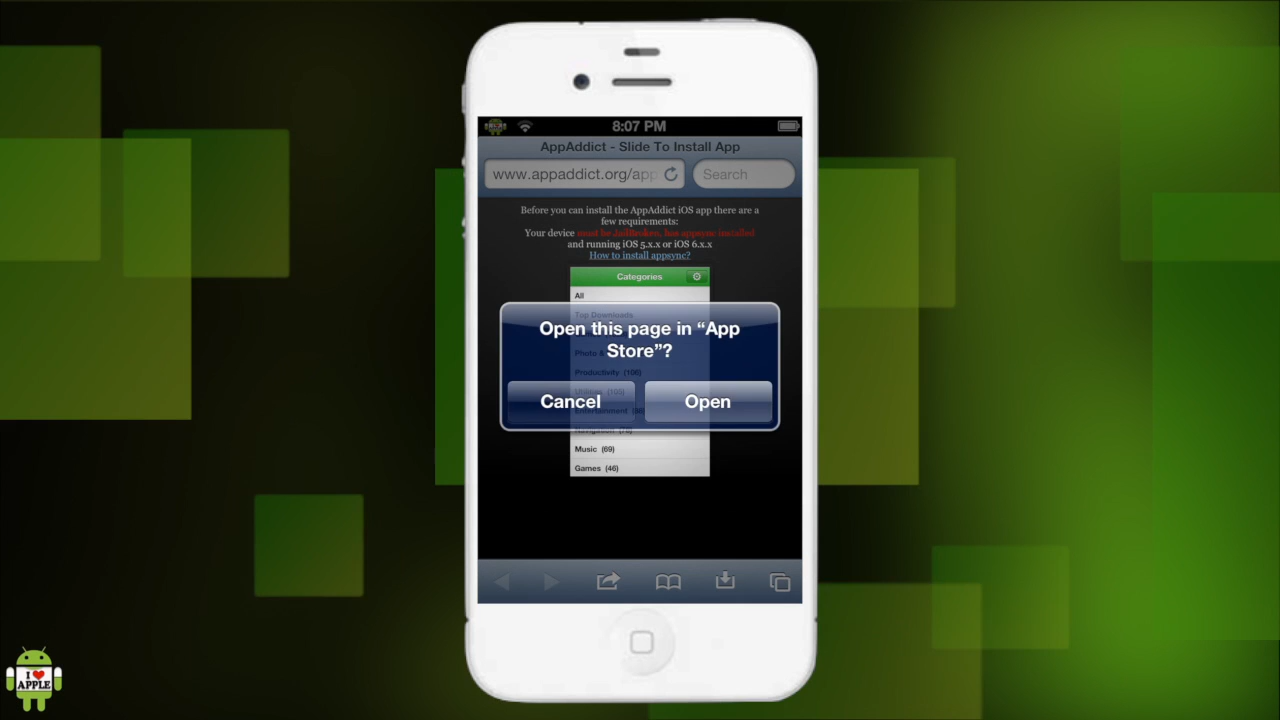 8:07 PM
AppAddict - Slide To Install App
www.appaddict.org/app
Search
Before you can install the AppAddict iOS app there are a
few requirements:
Your device must be JailBroken, has appsync installed
and running iOS 5.x.x or iOS 6.x.x
How to install appsync?
Categories
All
Top Downloads
Open this page in “App
Store”?
Photo &
Productivity (106)
Utilities
Cancel
Open
Entertainment
Navigation
Music (69)
Games (46)
I
APPLE